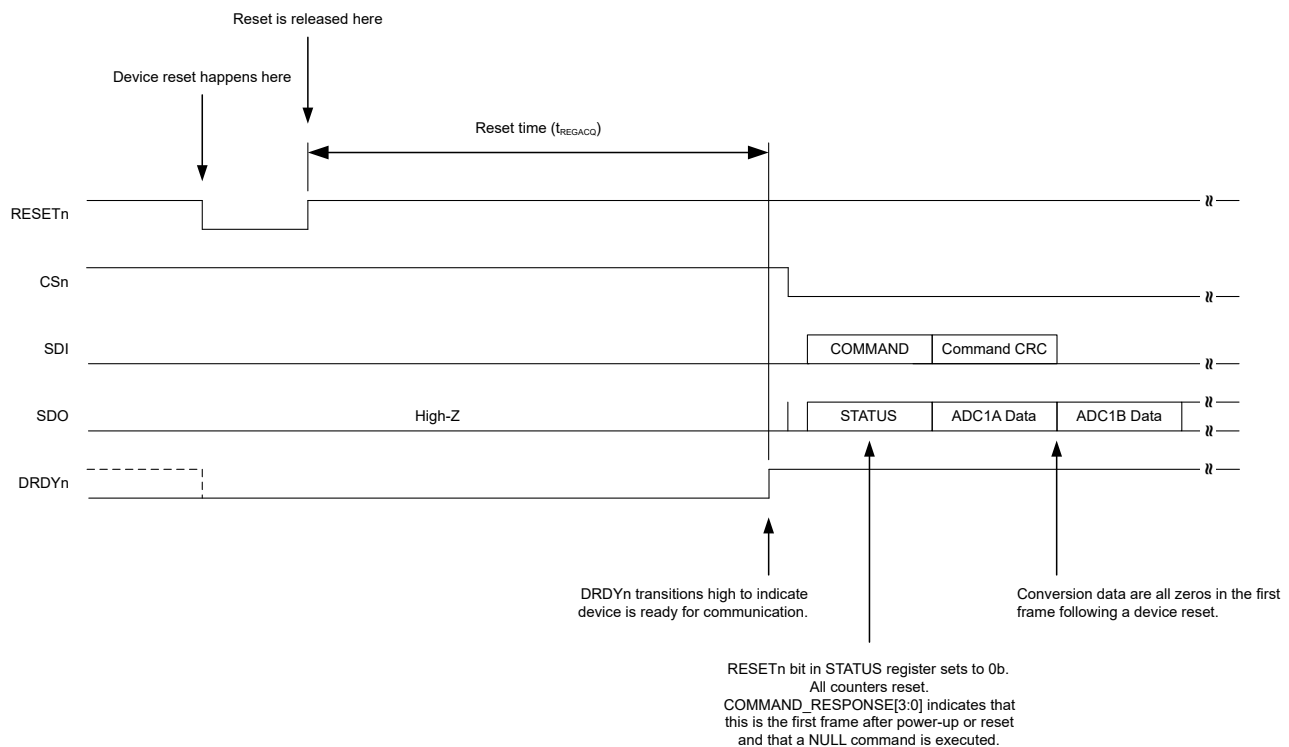 Reset is released here
Device reset happens here
Reset time (tREGACQ)
RESETn
CSn
SDI
COMMAND
Command CRC
SDO
High-Z
STATUS
ADC1A Data
ADC1B Data
DRDYn
DRDYn transitions high to indicate
device is ready for communication.
Conversion data are all zeros in the first
frame following a device reset.
RESETn bit in STATUS register sets to 0b.
All counters reset.
COMMAND_RESPONSE[3:0] indicates that
this is the first frame after power-up or reset
and that a NULL command is executed.